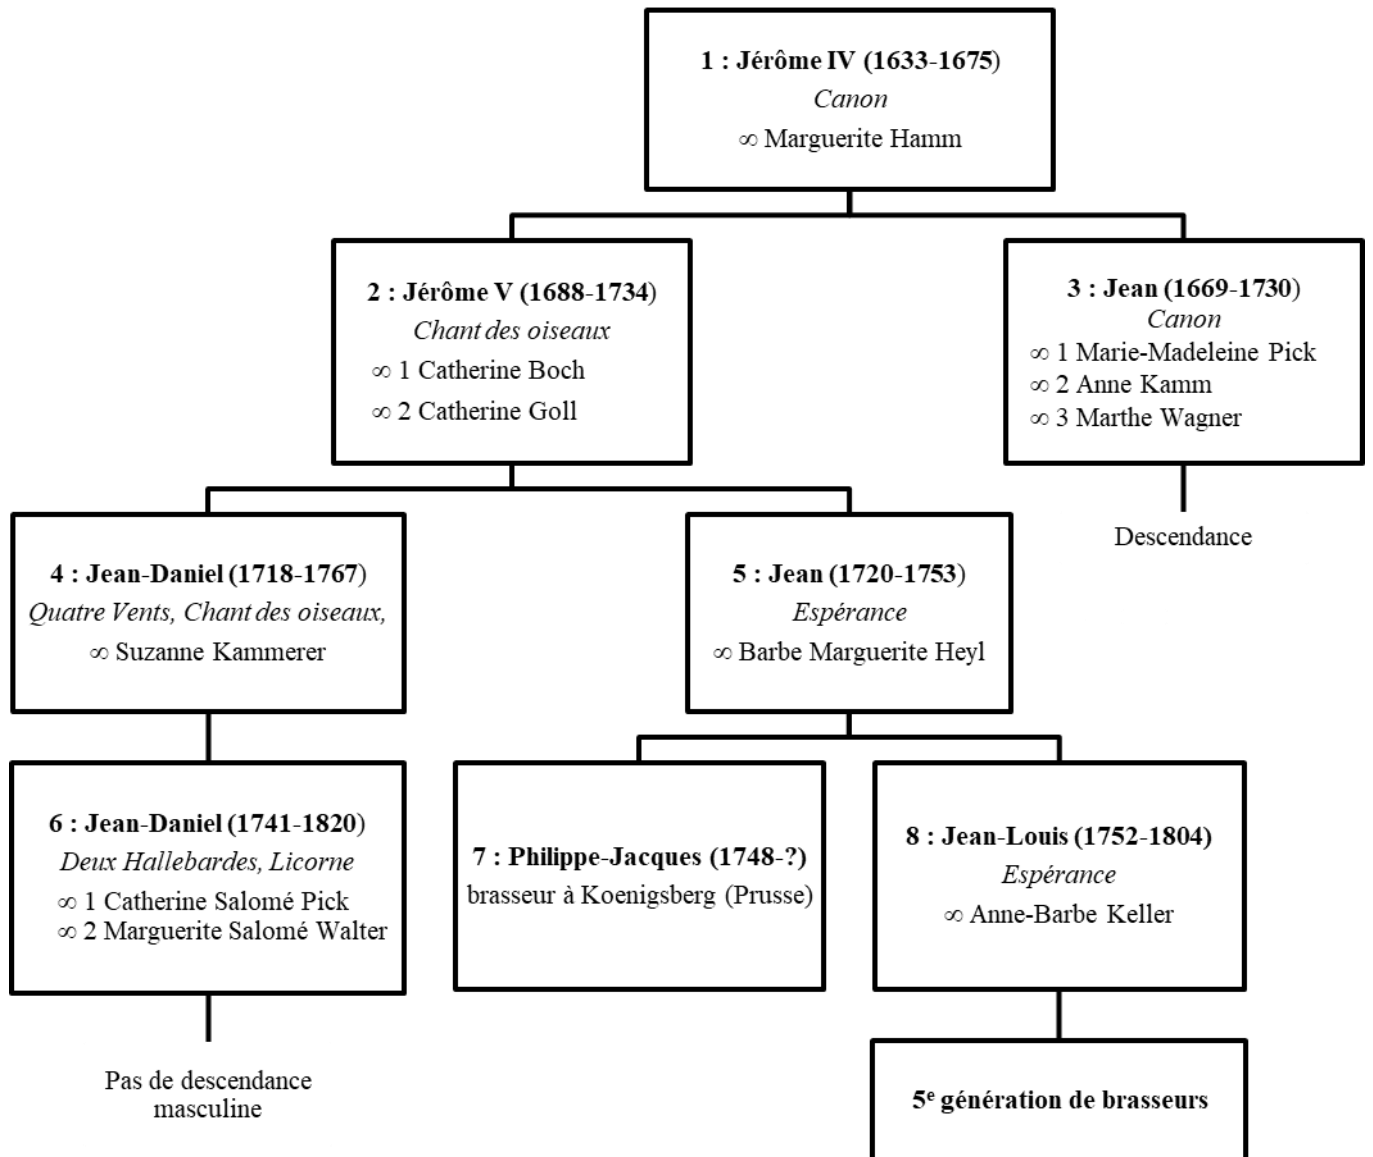 1 : Jérôme IV (1633-1675)
Canon
∞ Marguerite Hamm
2 : Jérôme V (1688-1734)
Chant des oiseaux
∞ 1 Catherine Boch
∞ 2 Catherine Goll
3 : Jean (1669-1730)
Canon
∞ 1 Marie-Madeleine Pick
∞ 2 Anne Kamm
∞ 3 Marthe Wagner
Descendance
4 : Jean-Daniel (1718-1767)
Quatre Vents, Chant des oiseaux,
∞ Suzanne Kammerer
5 : Jean (1720-1753)
Espérance
∞ Barbe Marguerite Heyl
6 : Jean-Daniel (1741-1820)
Deux Hallebardes, Licorne
∞ 1 Catherine Salomé Pick
∞ 2 Marguerite Salomé Walter
Pas de descendance
masculine
7 : Philippe-Jacques (1748-?)
brasseur à Koenigsberg (Prusse)
8 : Jean-Louis (1752-1804)
Espérance
∞ Anne-Barbe Keller
5ᵉ génération de brasseurs